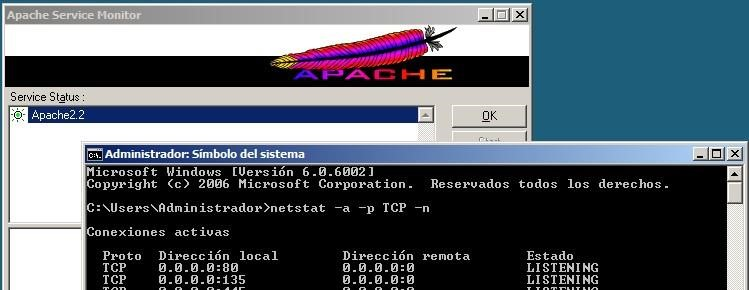 Apache Service Monitor
APACHE
Service Status :
Apache2.2
OK
Administrador: Símbolo del sistema
Microsoft Windows [Versión 6.0.6002]
Copyright (c) 2006 Microsoft Corporation. Reservados todos los derechos.
C:\Users\Administrador>netstat -a -p TCP -n
Conexiones activas
Proto Dirección local Dirección remota Estado
TCP 0.0.0.0:80 0.0.0.0:0 LISTENING
TCP 0.0.0.0:135 0.0.0.0:0 LISTENING